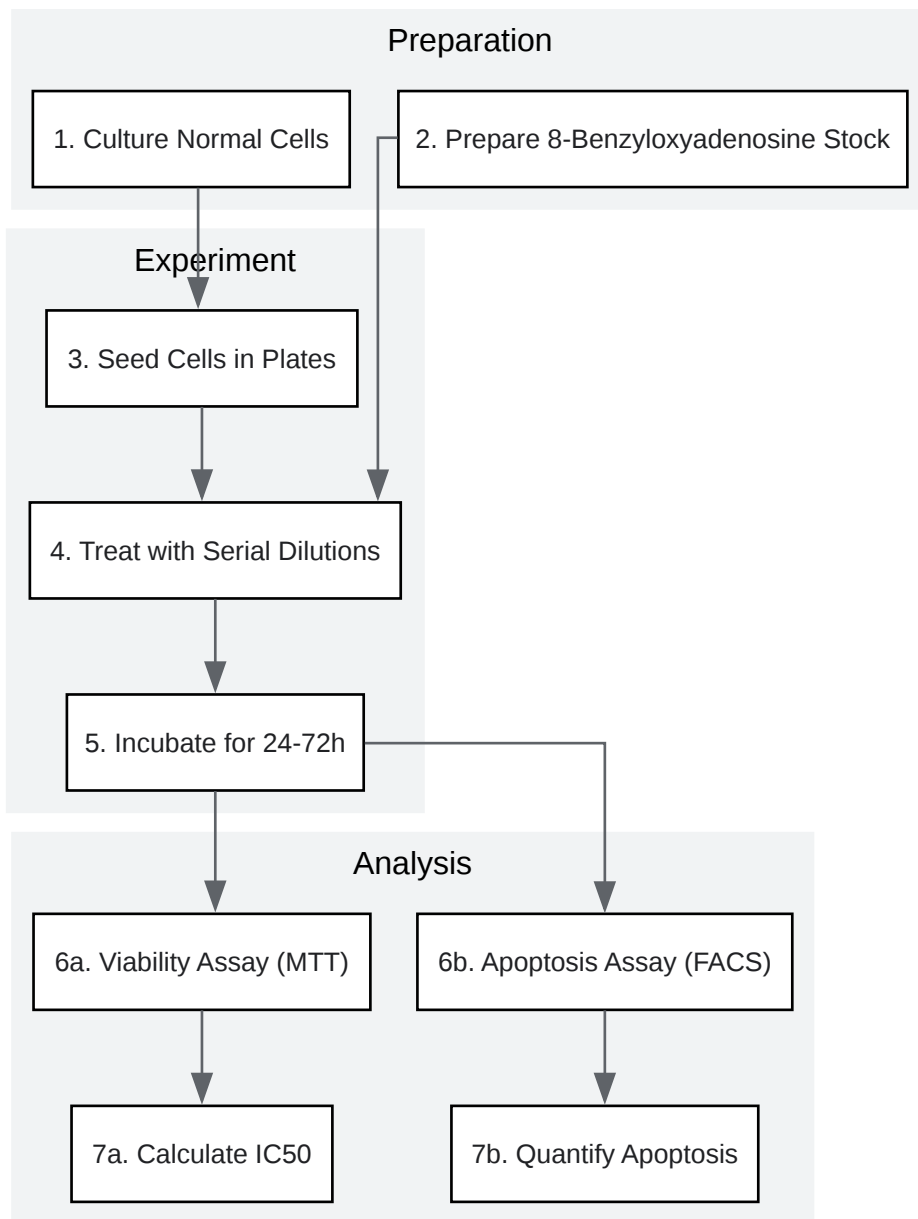 Preparation
1. Culture Normal Cells
2. Prepare 8-Benzyloxyadenosine Stock
Experiment
3. Seed Cells in Plates
4. Treat with Serial Dilutions
5. Incubate for 24-72h
Analysis
6a. Viability Assay (MTT)
6b. Apoptosis Assay (FACS)
7a. Calculate IC50
7b. Quantify Apoptosis